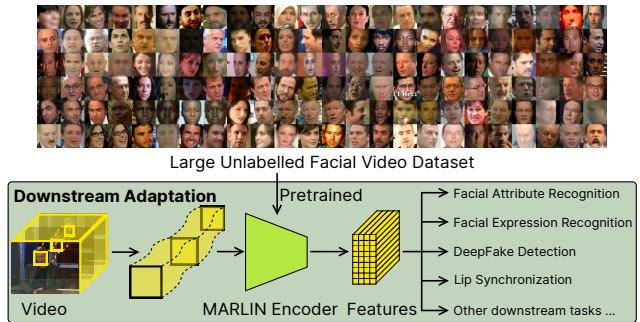 Large Unlabelled Facial Video Dataset
Pretrained
Downstream Adaptation
Video
MARLIN Encoder
Features
Facial Attribute Recognition
Facial Expression Recognition
DeepFake Detection
Lip Synchronization
Other downstream tasks ...